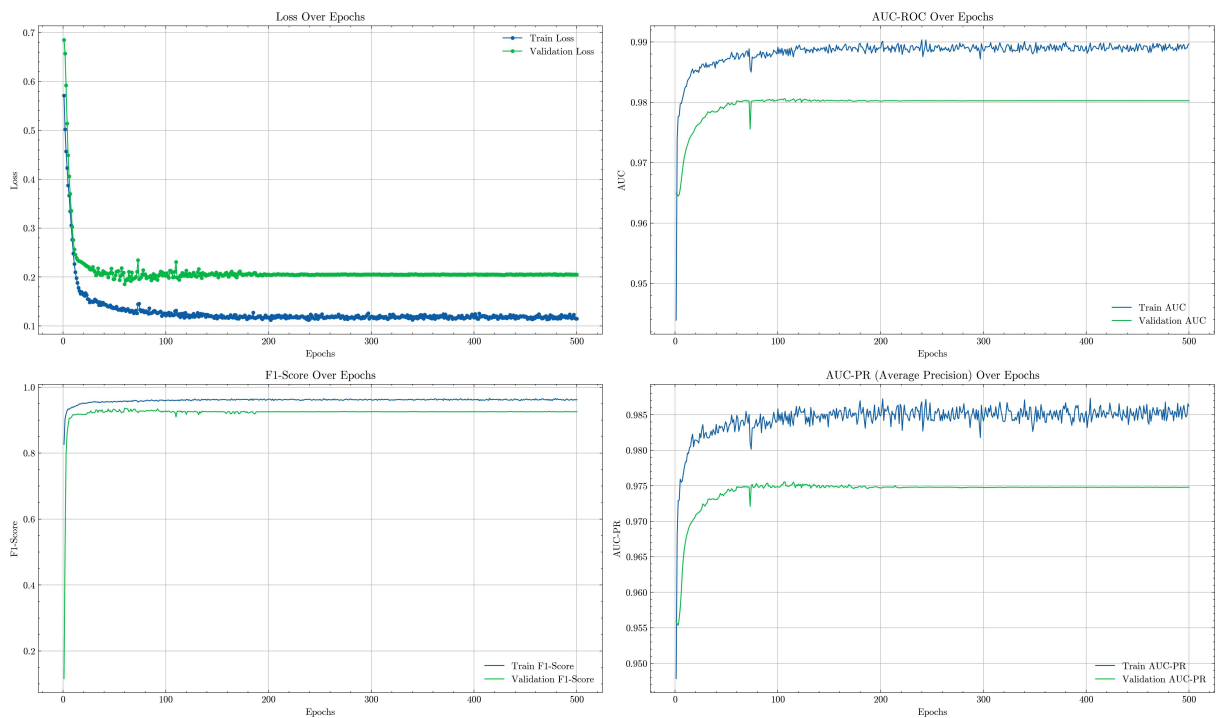 Loss Over Epochs
0.7
0.6
0.5
0.4
0.3
0.2
0.1
Loss
Train Loss
Validation Loss
0
100
200
300
400
500
Epochs
AUC-ROC Over Epochs
0.99
0.98
0.97
0.96
0.95
AUC
Train AUC
Validation AUC
0
100
200
300
400
500
Epochs
F1-Score Over Epochs
1.0
0.8
0.6
0.4
0.2
F1-Score
Train F1-Score
Validation F1-Score
0
100
200
300
400
500
Epochs
AUC-PR (Average Precision) Over Epochs
0.985
0.980
0.975
0.970
0.965
0.960
0.955
0.950
AUC-PR
Train AUC-PR
Validation AUC-PR
0
100
200
300
400
500
Epochs